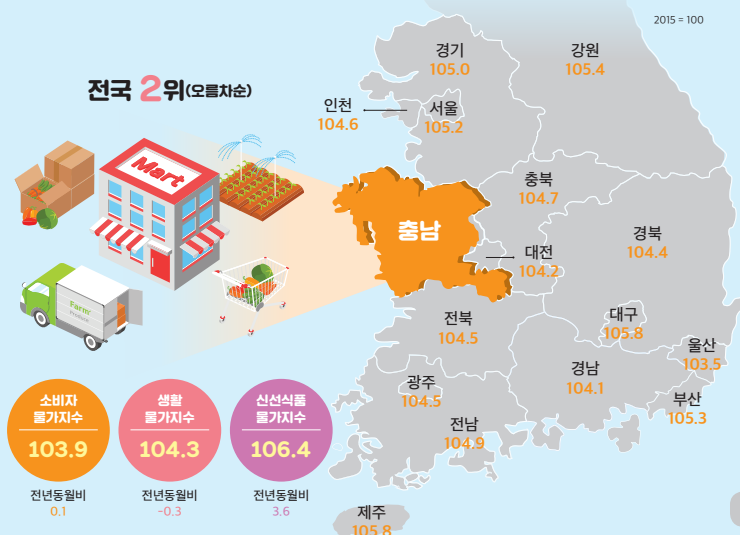 2015 = 100
전국 2위(오름차순)
경기
105.0
강원
105.4
인천
104.6
서울
105.2
Mart
충북
104.7
충남
경북
104.4
대전
104.2
Farm
Produce
전북
104.5
대구
105.8
울산
103.5
경남
104.1
광주
104.5
부산
105.3
전남
104.9
제주
105.8
소비자
물가지수
103.9
전년동월비
0.1
생활
물가지수
104.3
전년동월비
-0.3
신선식품
물가지수
106.4
전년동월비
3.6